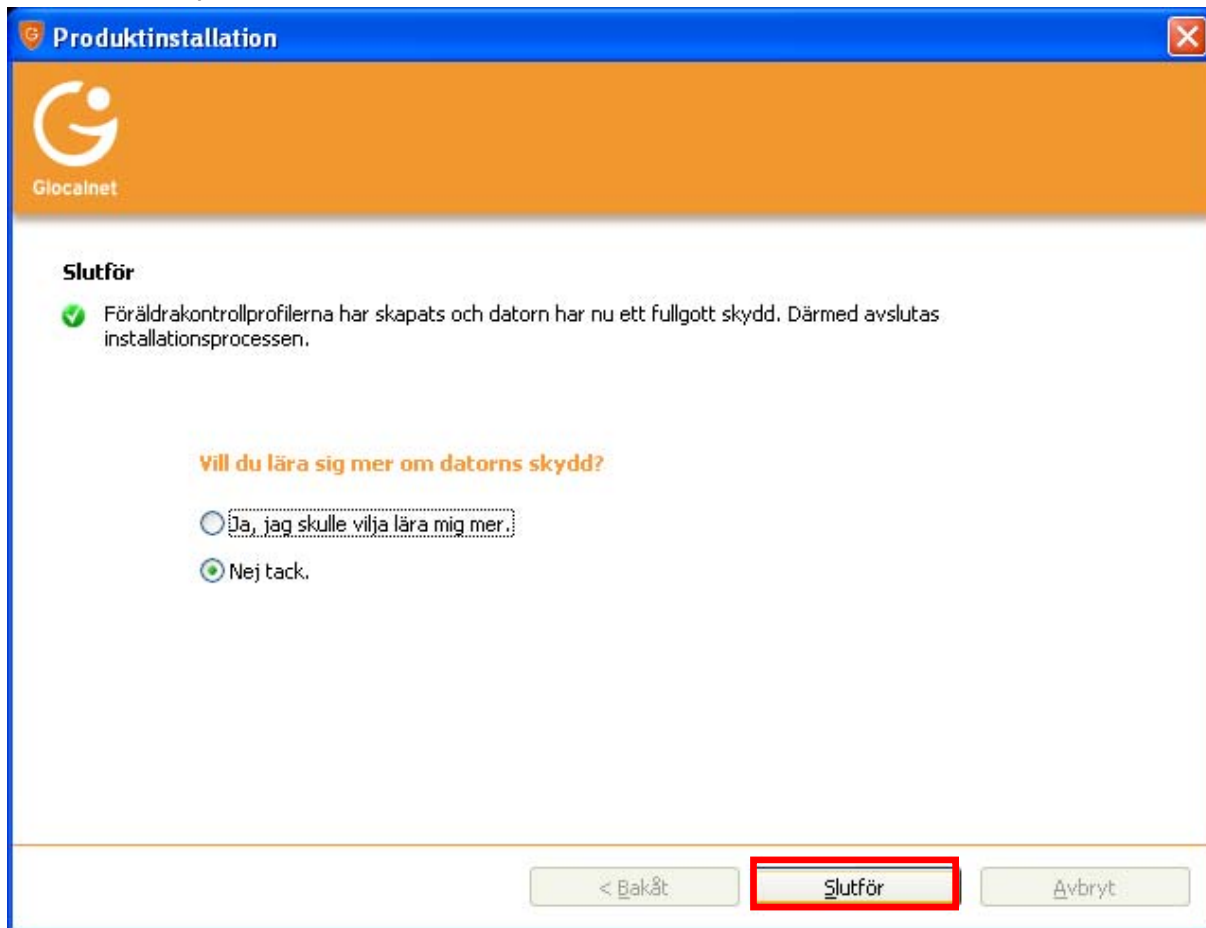 Produktinstallation
Glocalnet
Slutför
Föräldrakontrollprofilerna har skapats och datorn har nu ett fullgott skydd. Därmed avslutas
installationsprocessen.
Vill du lära sig mer om datorns skydd?
Ja, jag skulle vilja lära mig mer.
Nej tack.
< Bakåt
Slutför
Avbryt